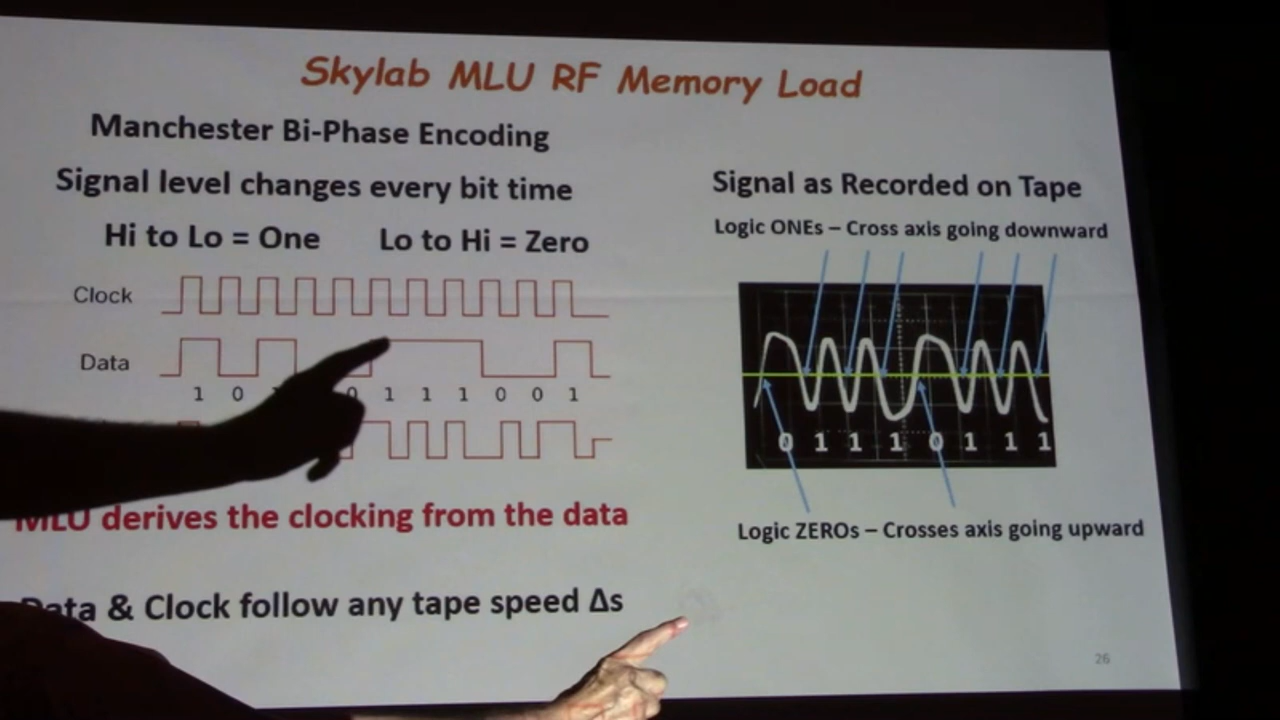 Skylab MLU RF Memory Load
Manchester Bi-Phase Encoding
Signal level changes every bit time
Hi to Lo = One Lo to Hi = Zero
Clock
Data
1 0 0 1 1 1 0 0 1
MLU derives the clocking from the data
Data & Clock follow any tape speed Δs
Signal as Recorded on Tape
Logic ONEs – Cross axis going downward
0 1 1 1 0 1 1 1
Logic ZEROs – Crosses axis going upward
26